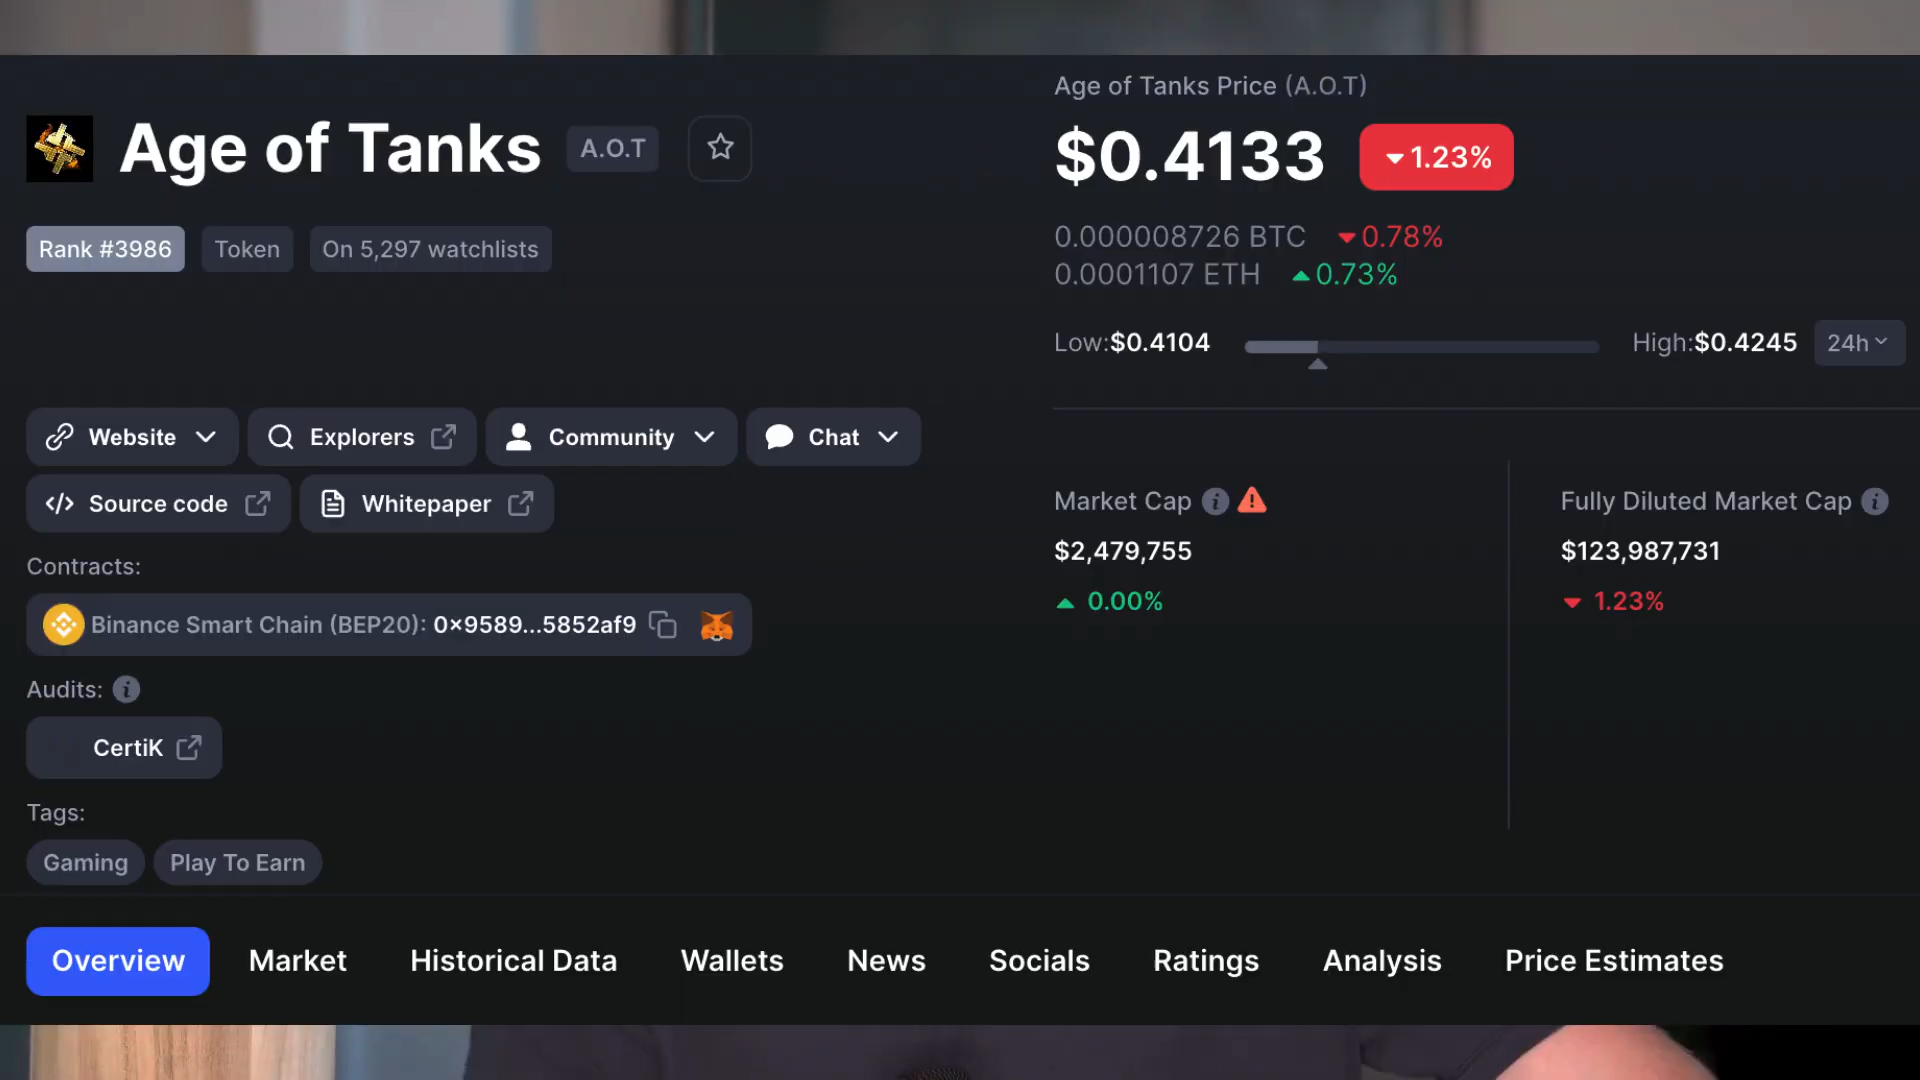 Age of Tanks A.O.T
Rank #3986 Token On 5,297 watchlists
Website Explorers Community Chat
Source code Whitepaper
Contracts:
Binance Smart Chain (BEP20): 0x9589...5852af9
Audits:
CertiK
Tags:
Gaming Play To Earn
Age of Tanks Price (A.O.T)
$0.4133 1.23%
0.000008726 BTC 0.78%
0.0001107 ETH 0.73%
Low:$0.4104 High:$0.4245 24h
Market Cap
$2,479,755
0.00%
Fully Diluted Market Cap
$123,987,731
1.23%
Overview Market Historical Data Wallets News Socials Ratings Analysis Price Estimates